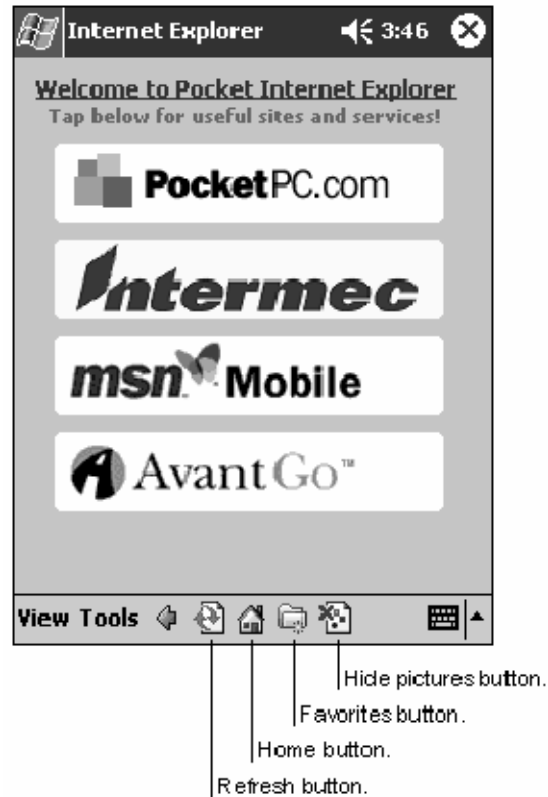 Internet Explorer 3:46
Welcome to Pocket Internet Explorer
Tap below for useful sites and services!
PocketPC.com
Intermec
msn Mobile
AvantGo™
View Tools
Hide pictures button.
Favorites button.
Home button.
Refresh button.